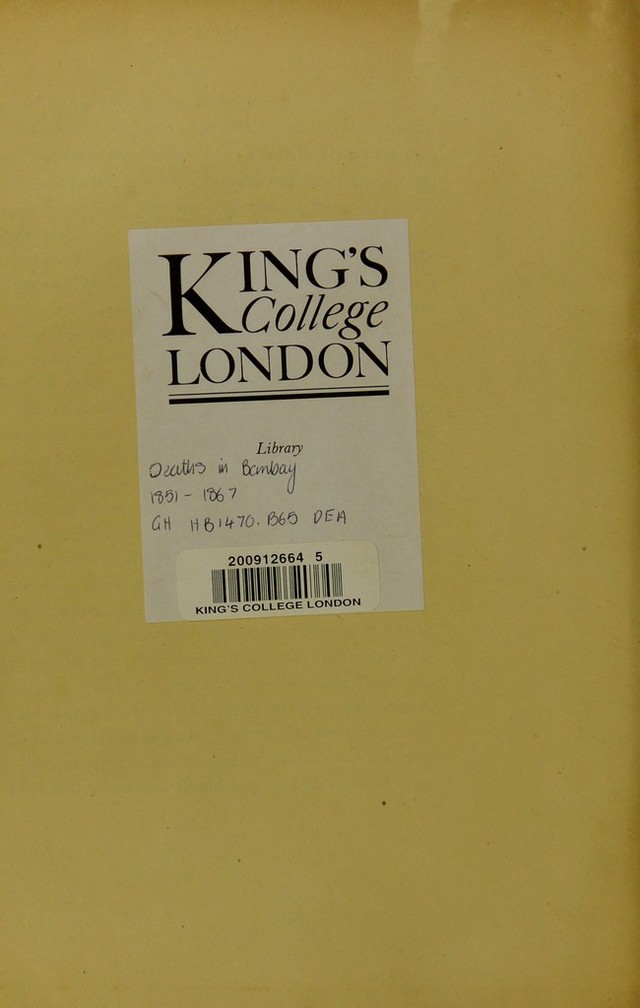 KING'S
College
LONDON
Library
Deaths in Bombay
1851 - 1867
GH HB1470. B65 DEA
200912664 5
KING'S COLLEGE LONDON